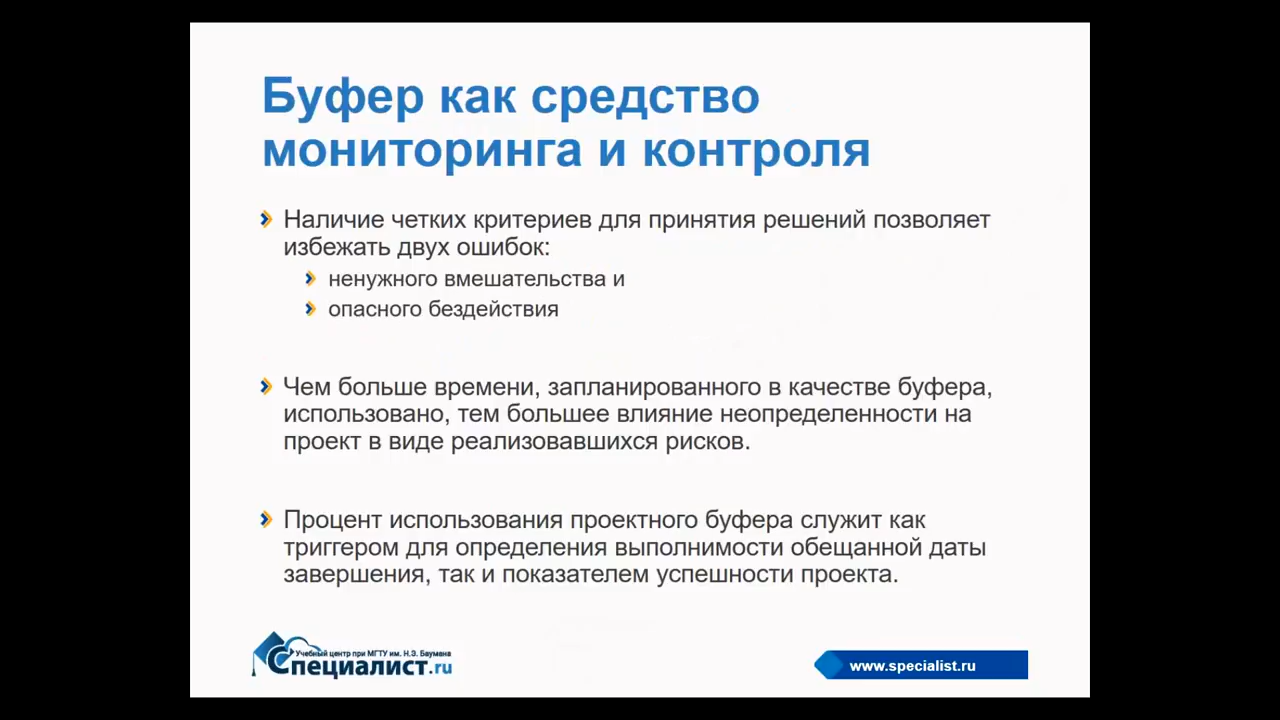 Буфер как средство
мониторинга и контроля
Наличие четких критериев для принятия решений позволяет
избежать двух ошибок:
ненужного вмешательства и
опасного бездействия
Чем больше времени, запланированного в качестве буфера,
использовано, тем большее влияние неопределенности на
проект в виде реализовавшихся рисков.
Процент использования проектного буфера служит как
триггером для определения выполнимости обещанной даты
завершения, так и показателем успешности проекта.
Учебный центр при МГТУ им. Н.Э. Баумана
Специалист.ru
www.specialist.ru